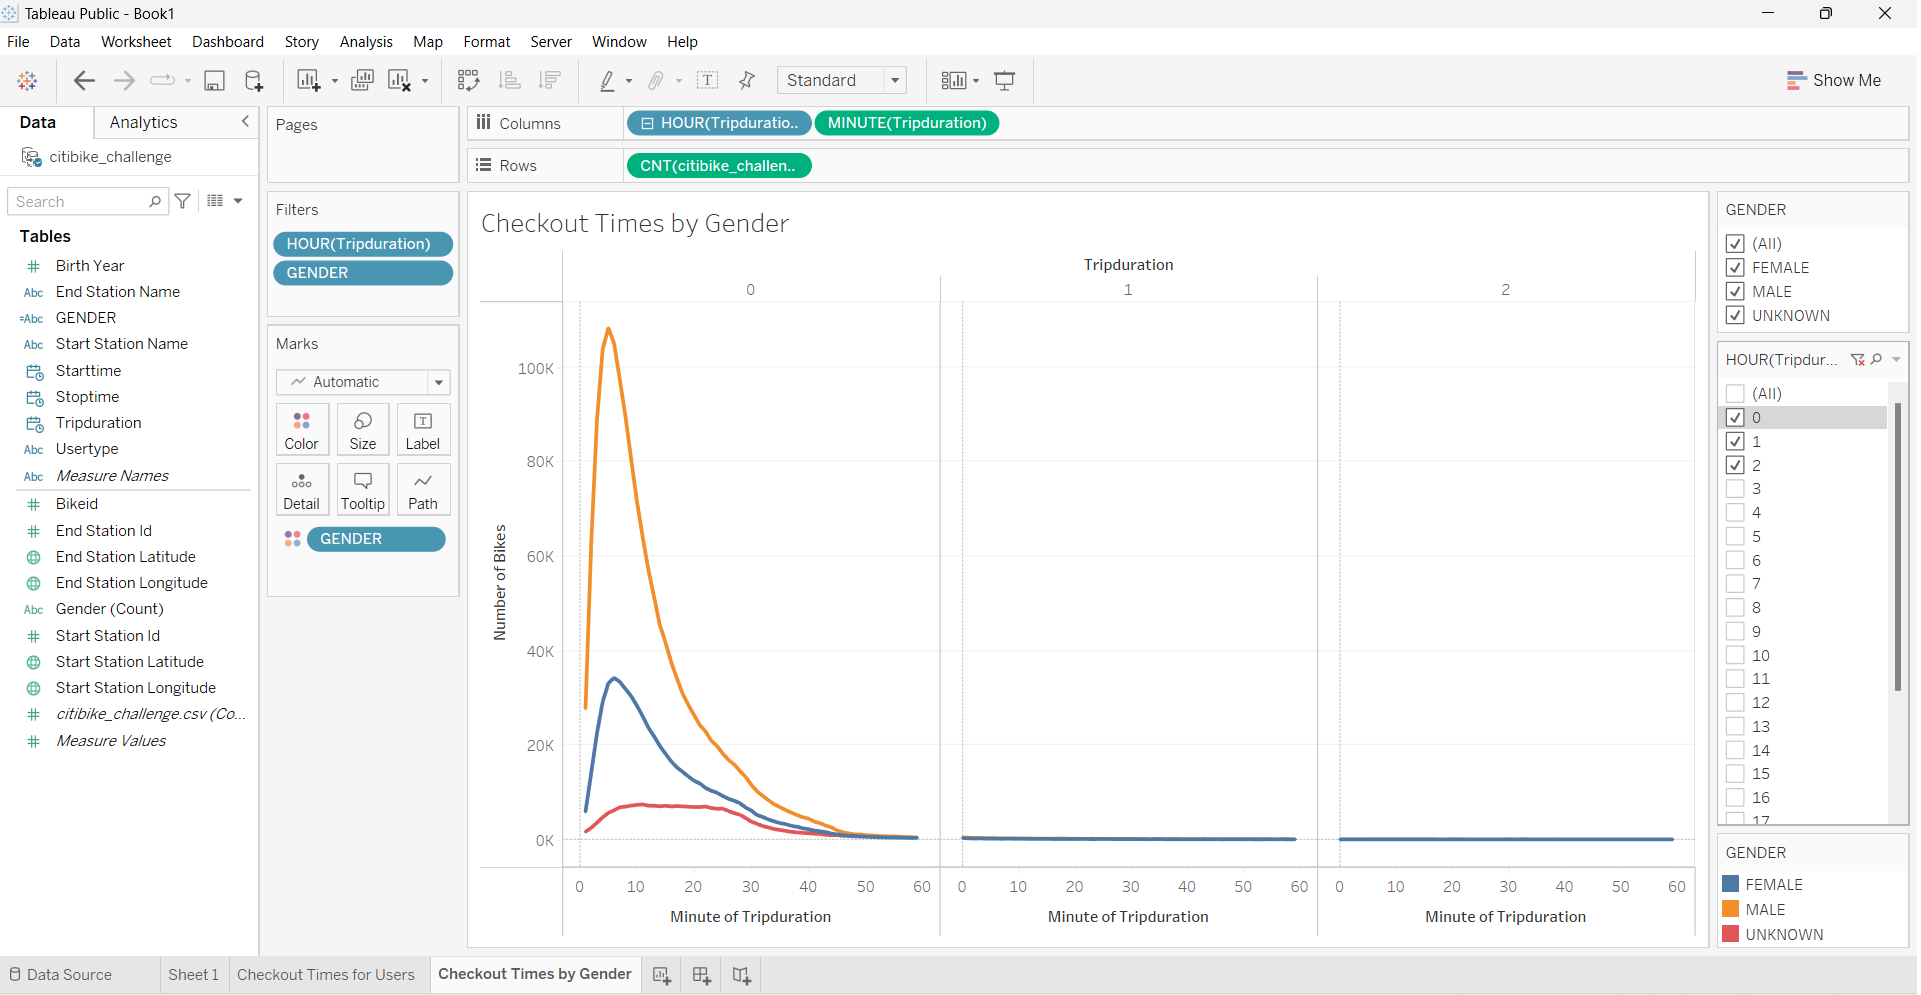 Tableau Public - Book1
File Data Worksheet Dashboard Story Analysis Map Format Server Window Help
Standard
Show Me
Data Analytics
citibike_challenge
Search
Tables
Birth Year
Abc End Station Name
=Abc GENDER
Abc Start Station Name
Starttime
Stoptime
Tripduration
Abc Usertype
Abc Measure Names
Bikeid
End Station Id
End Station Latitude
End Station Longitude
Abc Gender (Count)
Start Station Id
Start Station Latitude
Start Station Longitude
citibike_challenge.csv (Co...
Measure Values
Pages
Filters
HOUR(Tripduration)
GENDER
Marks
Automatic
Color Size Label
Detail Tooltip Path
GENDER
Columns HOUR(Tripduratio.. MINUTE(Tripduration)
Rows CNT(citibike_challen..
Checkout Times by Gender
Tripduration
0 1 2
Number of Bikes
100K
80K
60K
40K
20K
0K
0 10 20 30 40 50 60 0 10 20 30 40 50 60 0 10 20 30 40 50 60
Minute of Tripduration Minute of Tripduration Minute of Tripduration
GENDER
(All)
FEMALE
MALE
UNKNOWN
HOUR(Tripdur...
(All)
0
1
2
3
4
5
6
7
8
9
10
11
12
13
14
15
16
17
GENDER
FEMALE
MALE
UNKNOWN
Data Source Sheet 1 Checkout Times for Users Checkout Times by Gender